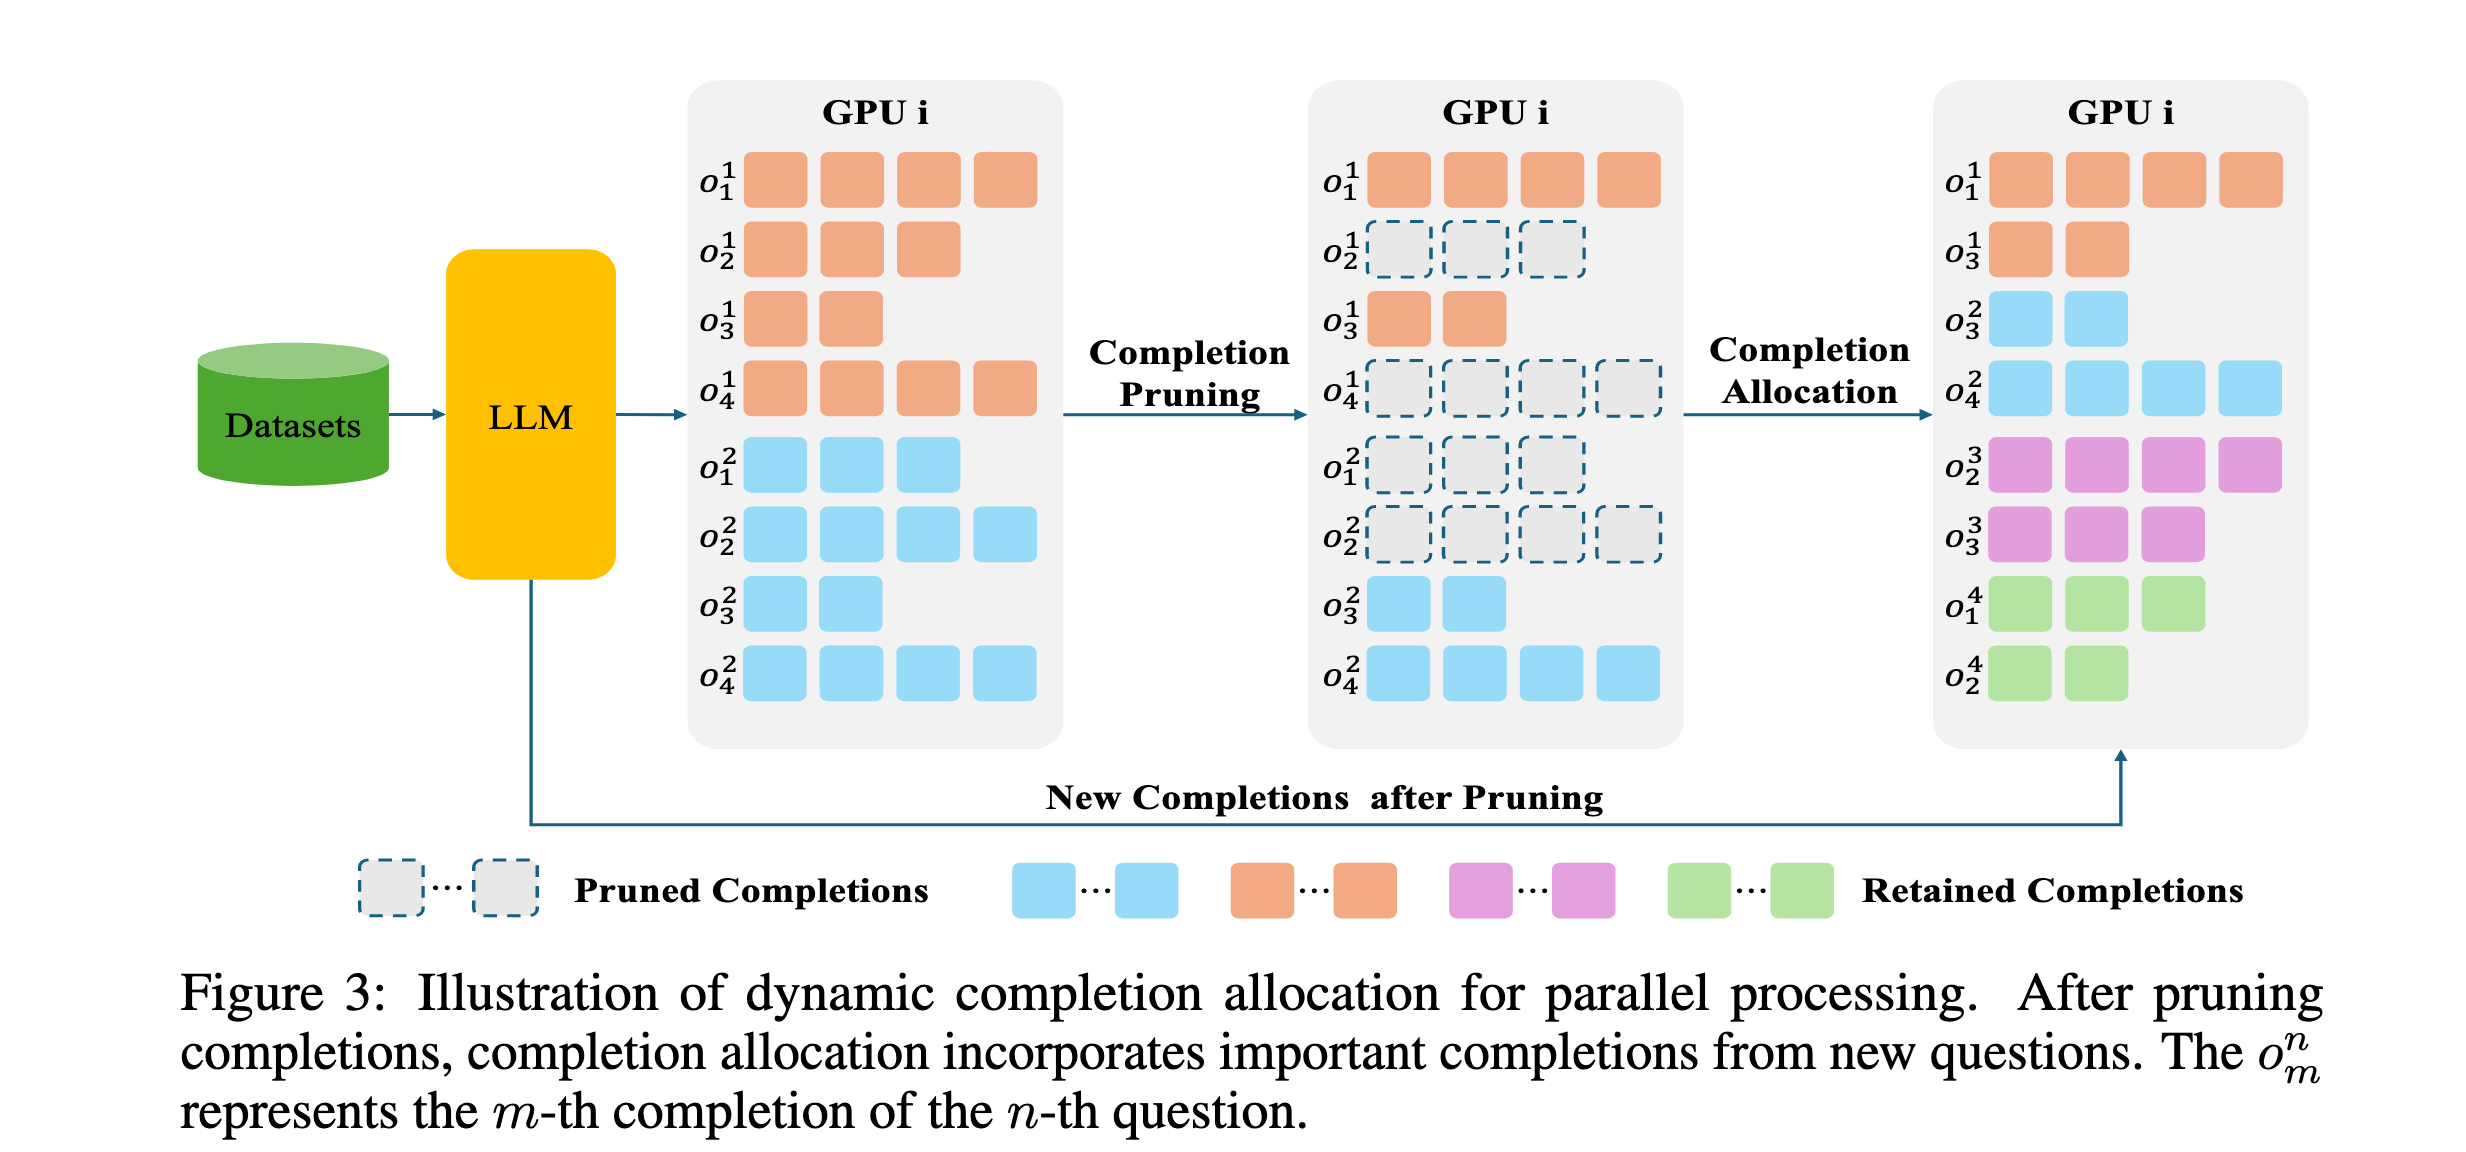 GPU i
GPU i
GPU i
Datasets
LLM
o_1^1
o_2^1
o_3^1
o_4^1
o_1^2
o_2^2
o_3^2
o_4^2
Completion
Pruning
o_1^1
o_2^1
o_3^1
o_4^1
o_1^2
o_2^2
o_3^2
o_4^2
Completion
Allocation
o_1^1
o_3^1
o_3^2
o_4^2
o_2^3
o_3^3
o_1^4
o_2^4
New Completions after Pruning
... Pruned Completions
... ... ... ... Retained Completions
Figure 3: Illustration of dynamic completion allocation for parallel processing. After pruning
completions, completion allocation incorporates important completions from new questions. The o_m^n
represents the m-th completion of the n-th question.